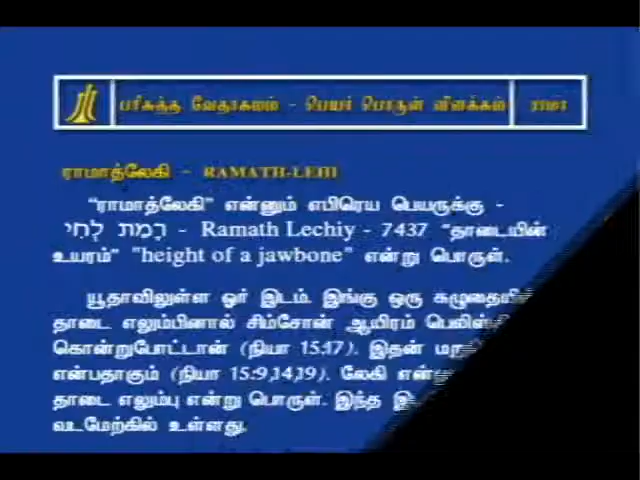 பரிசுத்த வேதாகமம் - பெயர் பொருள் விளக்கம் ராமா
ராமாத்லேகி - RAMATH-LEHI
"ராமாத்லேகி" என்னும் எபிரெய பெயருக்கு -
רָמַת לְחִי - Ramath Lechiy - 7437 "தாடையின்
உயரம்" "height of a jawbone" என்று பொருள்.
யூதாவிலுள்ள ஓர் இடம். இங்கு ஒரு கழுதையின்
தாடை எலும்பினால் சிம்சோன் ஆயிரம்
கொன்றுபோட்டான் (நியா 15;17). இதன்
என்பதாகும் (நியா 15:9,14,19). லேகி
தாடை எலும்பு என்று பொருள். இந்த
வடமேற்கில் உள்ளது.